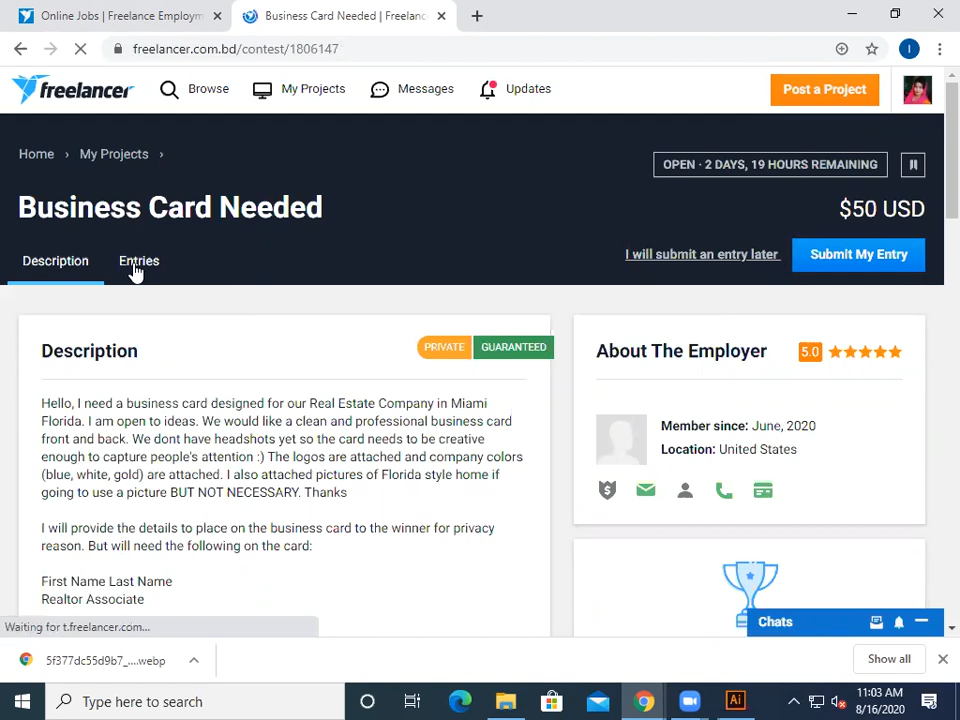 Online Jobs | Freelance Employm
Business Card Needed | Freelanc
freelancer.com.bd/contest/1806147
I
freelancer
Browse
My Projects
Messages
Updates
Post a Project
Home › My Projects ›
OPEN · 2 DAYS, 19 HOURS REMAINING
Business Card Needed
$50 USD
Description
Entries
I will submit an entry later
Submit My Entry
Description
PRIVATE
GUARANTEED
Hello, I need a business card designed for our Real Estate Company in Miami
Florida. I am open to ideas. We would like a clean and professional business card
front and back. We dont have headshots yet so the card needs to be creative
enough to capture people's attention :) The logos are attached and company colors
(blue, white, gold) are attached. I also attached pictures of Florida style home if
going to use a picture BUT NOT NECESSARY. Thanks
I will provide the details to place on the business card to the winner for privacy
reason. But will need the following on the card:
First Name Last Name
Realtor Associate
About The Employer
5.0
Member since: June, 2020
Location: United States
Chats
Waiting for t.freelancer.com...
5f377dc55d9b7_....webp
Show all
Type here to search
Ai
11:03 AM
8/16/2020